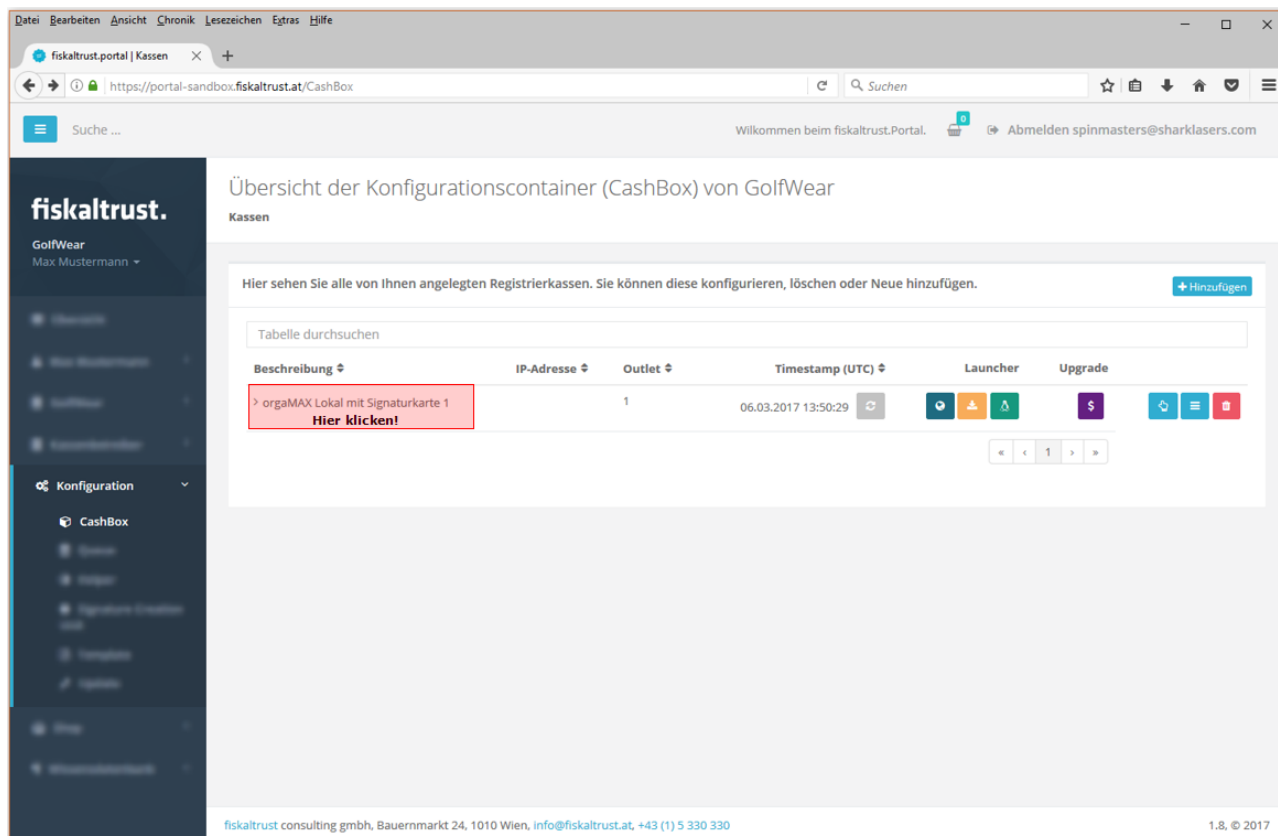 Datei Bearbeiten Ansicht Chronik Lesezeichen Extras Hilfe
fiskaltrust.portal | Kassen
https://portal-sandbox.fiskaltrust.at/CashBox
Suchen
Suche ...
Wilkommen beim fiskaltrust.Portal.
0
Abmelden spinmasters@sharklasers.com
fiskaltrust.
GolfWear
Max Mustermann
Konfiguration
CashBox
Übersicht der Konfigurationscontainer (CashBox) von GolfWear
Kassen
Hier sehen Sie alle von Ihnen angelegten Registrierkassen. Sie können diese konfigurieren, löschen oder Neue hinzufügen.
+ Hinzufügen
Tabelle durchsuchen
Beschreibung IP-Adresse Outlet Timestamp (UTC) Launcher Upgrade
> orgaMAX Lokal mit Signaturkarte 1 1 06.03.2017 13:50:29 $
Hier klicken!
« ‹ 1 › »
fiskaltrust consulting gmbh, Bauernmarkt 24, 1010 Wien, info@fiskaltrust.at, +43 (1) 5 330 330
1.8, © 2017